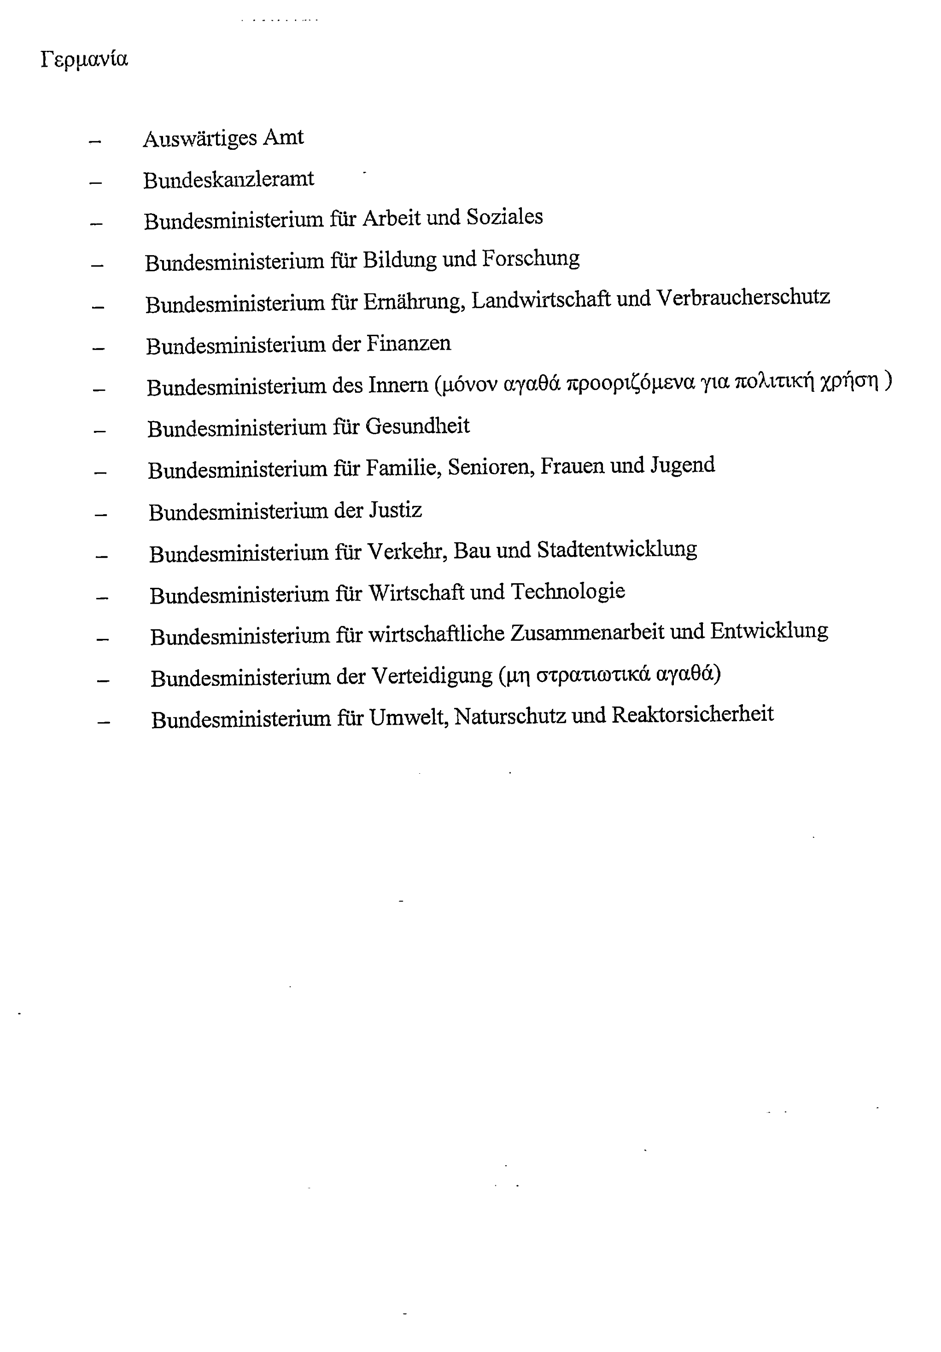 Γερμανία
– Auswärtiges Amt
– Bundeskanzleramt
– Bundesministerium für Arbeit und Soziales
– Bundesministerium für Bildung und Forschung
– Bundesministerium für Ernährung, Landwirtschaft und Verbraucherschutz
– Bundesministerium der Finanzen
– Bundesministerium des Innern (μόνον αγαθά προοριζόμενα για πολιτική χρήση )
– Bundesministerium für Gesundheit
– Bundesministerium für Familie, Senioren, Frauen und Jugend
– Bundesministerium der Justiz
– Bundesministerium für Verkehr, Bau und Stadtentwicklung
– Bundesministerium für Wirtschaft und Technologie
– Bundesministerium für wirtschaftliche Zusammenarbeit und Entwicklung
– Bundesministerium der Verteidigung (μη στρατιωτικά αγαθά)
– Bundesministerium für Umwelt, Naturschutz und Reaktorsicherheit